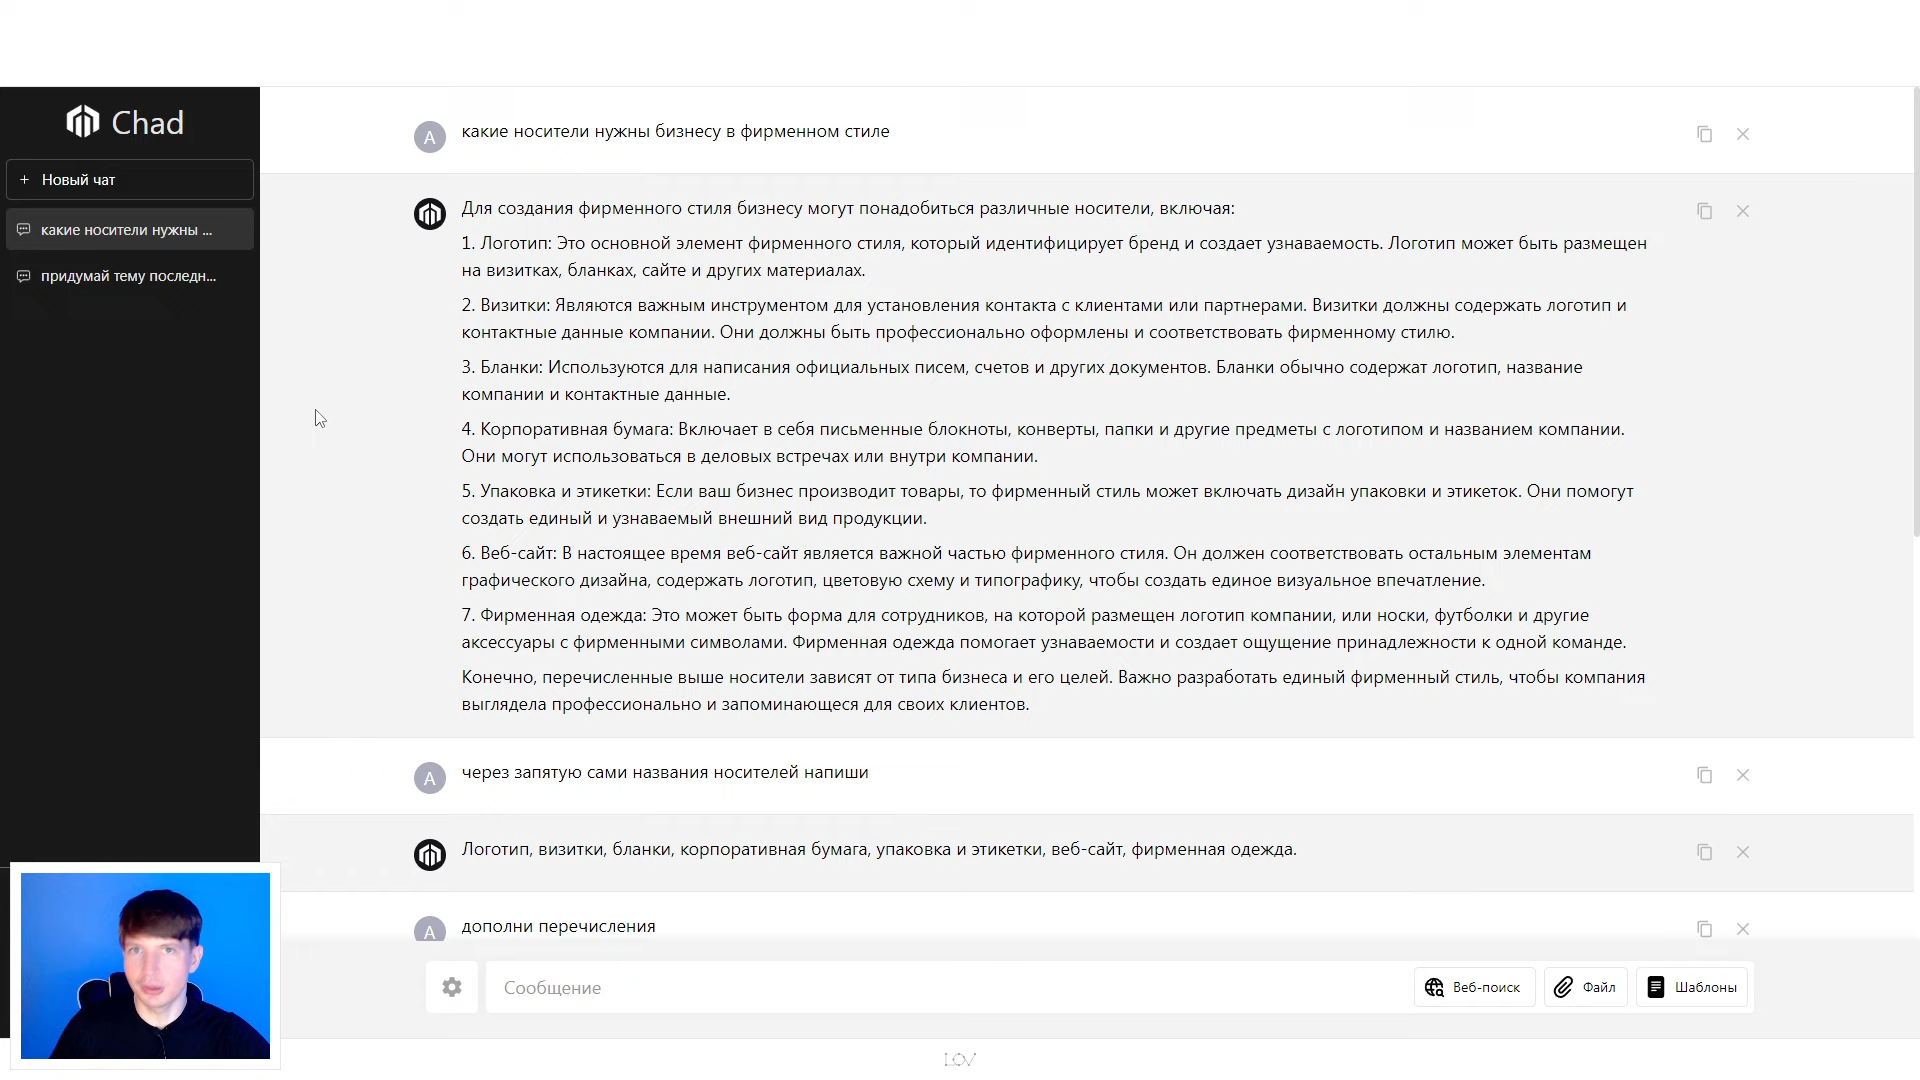 Chad
Новый чат
какие носители нужны ...
придумай тему последн...
A
какие носители нужны бизнесу в фирменном стиле
Для создания фирменного стиля бизнесу могут понадобиться различные носители, включая:
1. Логотип: Это основной элемент фирменного стиля, который идентифицирует бренд и создает узнаваемость. Логотип может быть размещен
на визитках, бланках, сайте и других материалах.
2. Визитки: Являются важным инструментом для установления контакта с клиентами или партнерами. Визитки должны содержать логотип и
контактные данные компании. Они должны быть профессионально оформлены и соответствовать фирменному стилю.
3. Бланки: Используются для написания официальных писем, счетов и других документов. Бланки обычно содержат логотип, название
компании и контактные данные.
4. Корпоративная бумага: Включает в себя письменные блокноты, конверты, папки и другие предметы с логотипом и названием компании.
Они могут использоваться в деловых встречах или внутри компании.
5. Упаковка и этикетки: Если ваш бизнес производит товары, то фирменный стиль может включать дизайн упаковки и этикеток. Они помогут
создать единый и узнаваемый внешний вид продукции.
6. Веб-сайт: В настоящее время веб-сайт является важной частью фирменного стиля. Он должен соответствовать остальным элементам
графического дизайна, содержать логотип, цветовую схему и типографику, чтобы создать единое визуальное впечатление.
7. Фирменная одежда: Это может быть форма для сотрудников, на которой размещен логотип компании, или носки, футболки и другие
аксессуары с фирменными символами. Фирменная одежда помогает узнаваемости и создает ощущение принадлежности к одной команде.
Конечно, перечисленные выше носители зависят от типа бизнеса и его целей. Важно разработать единый фирменный стиль, чтобы компания
выглядела профессионально и запоминающеся для своих клиентов.
A
через запятую сами названия носителей напиши
Логотип, визитки, бланки, корпоративная бумага, упаковка и этикетки, веб-сайт, фирменная одежда.
A
дополни перечисления
Сообщение
Веб-поиск
Файл
Шаблоны
LOV